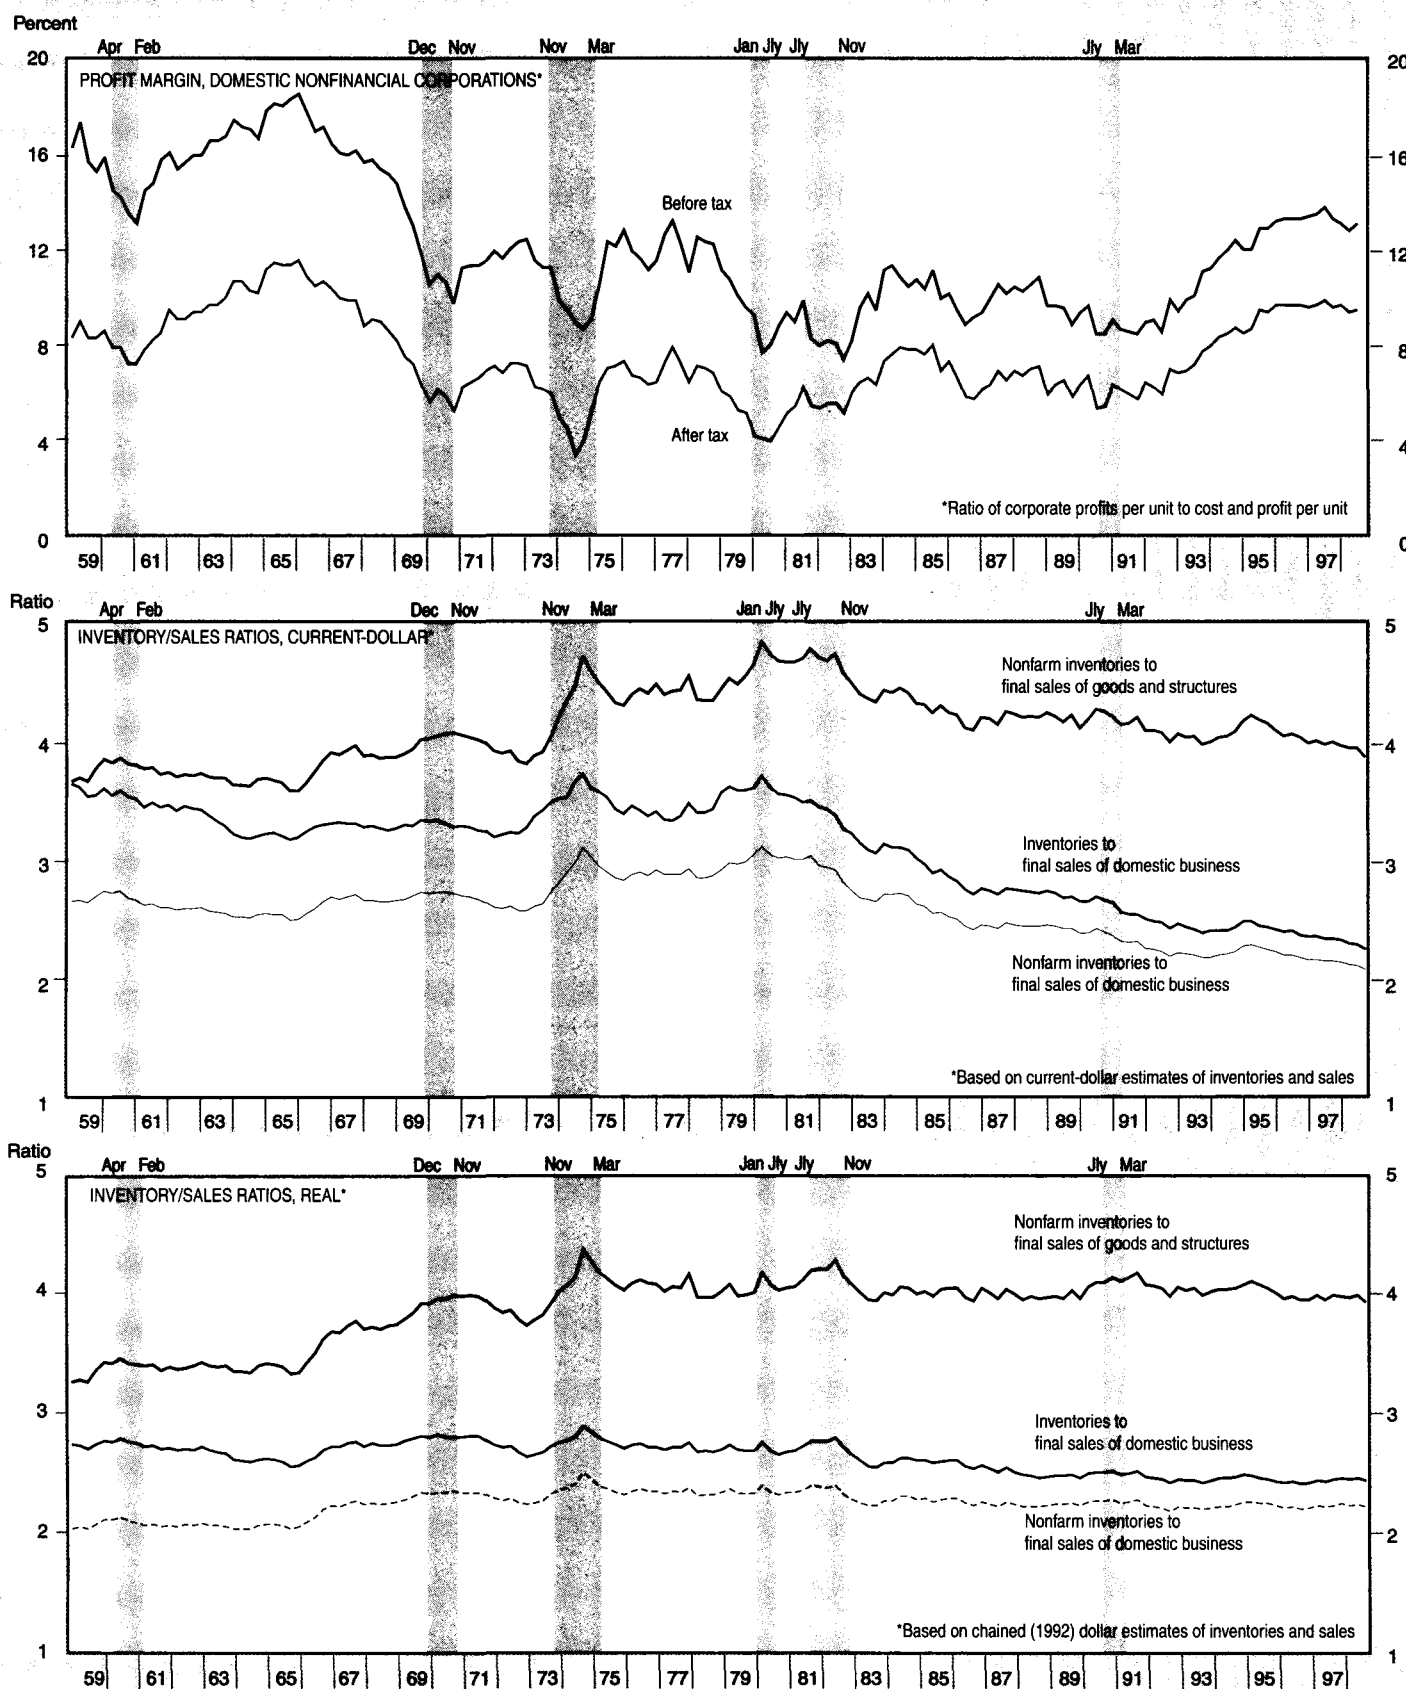 Percent
Apr Feb Dec Nov Nov Mar Jan Jly Jly Nov Jly Mar
20 20
PROFIT MARGIN, DOMESTIC NONFINANCIAL CORPORATIONS*
16 16
Before tax
12 12
8 8
After tax
4 4
*Ratio of corporate profits per unit to cost and profit per unit
0 0
59 61 63 65 67 69 71 73 75 77 79 81 83 85 87 89 91 93 95 97
Ratio
Apr Feb Dec Nov Nov Mar Jan Jly Jly Nov Jly Mar
5 5
INVENTORY/SALES RATIOS, CURRENT-DOLLAR*
Nonfarm inventories to
final sales of goods and structures
4 4
Inventories to
3 3
final sales of domestic business
Nonfarm inventories to
final sales of domestic business
2 2
*Based on current-dollar estimates of inventories and sales
1 1
59 61 63 65 67 69 71 73 75 77 79 81 83 85 87 89 91 93 95 97
Ratio
Apr Feb Dec Nov Nov Mar Jan Jly Jly Nov Jly Mar
5 5
INVENTORY/SALES RATIOS, REAL*
Nonfarm inventories to
final sales of goods and structures
4 4
3 3
Inventories to
final sales of domestic business
Nonfarm inventories to
2 2
final sales of domestic business
*Based on chained (1992) dollar estimates of inventories and sales
1 1
59 61 63 65 67 69 71 73 75 77 79 81 83 85 87 89 91 93 95 97